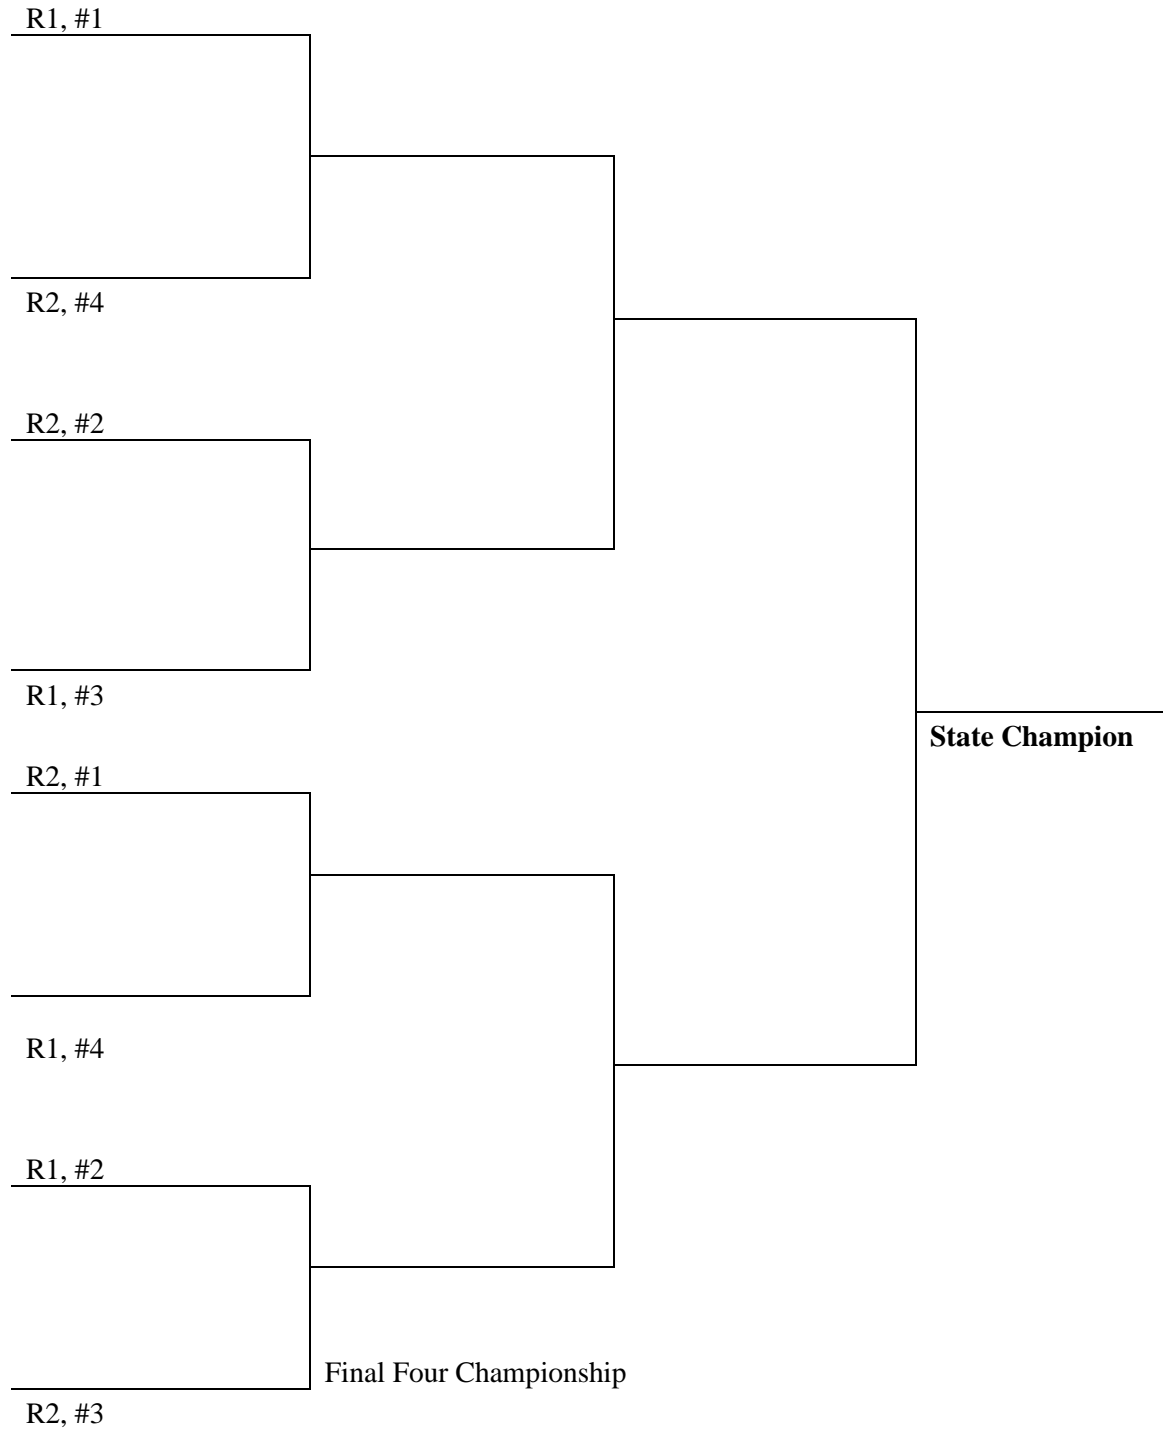 R1, #1
R2, #4
R2, #2
R1, #3
State Champion
R2, #1
R1, #4
R1, #2
Final Four Championship
R2, #3